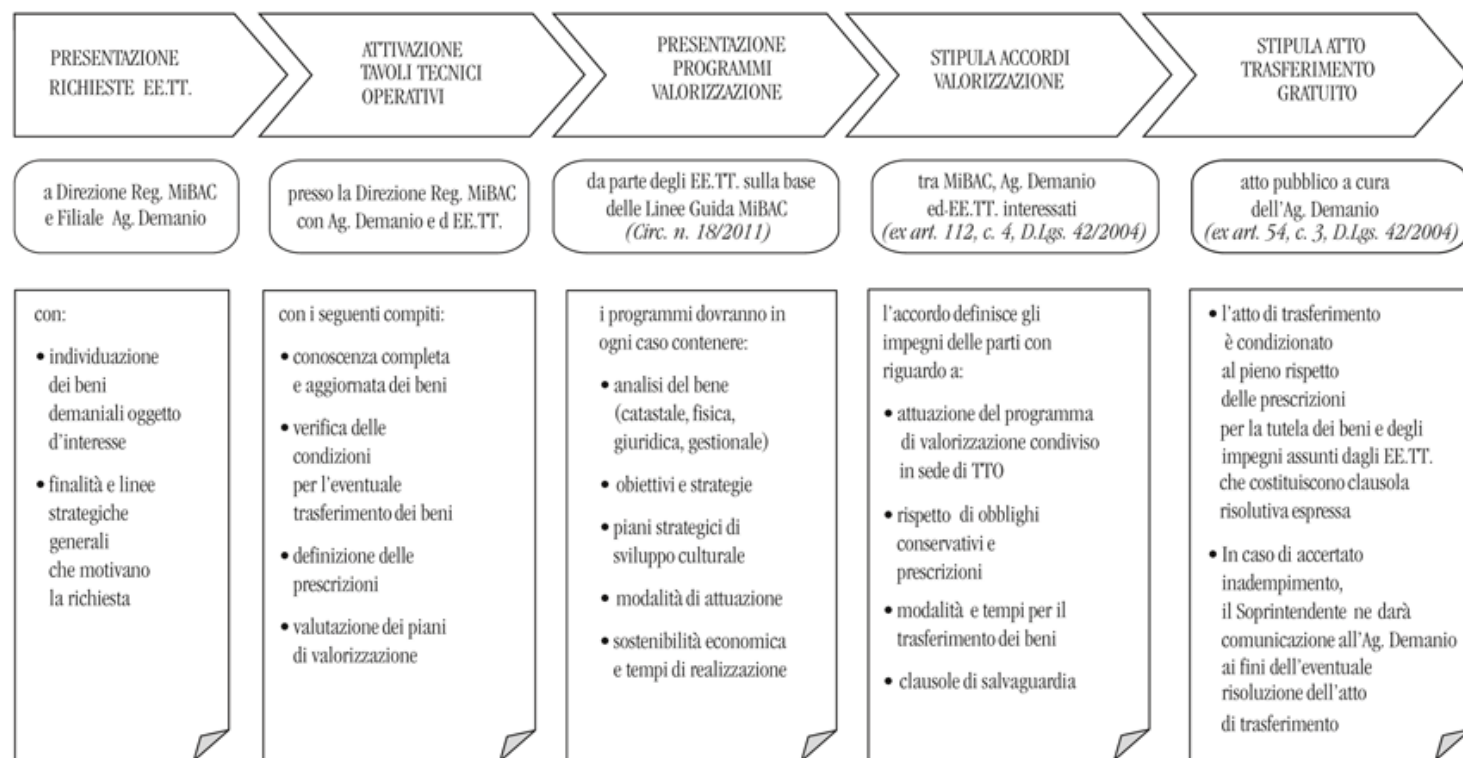 PRESENTAZIONE
RICHIESTE EE.TT.
ATTIVAZIONE
TAVOLI TECNICI
OPERATIVI
PRESENTAZIONE
PROGRAMMI
VALORIZZAZIONE
STIPULA ACCORDI
VALORIZZAZIONE
STIPULA ATTO
TRASFERIMENTO
GRATUITO
a Direzione Reg. MiBAC
e Filiale Ag. Demanio
presso la Direzione Reg. MiBAC
con Ag. Demanio e d EE.TT.
da parte degli EE.TT. sulla base
delle Linee Guida MiBAC
(Circ. n. 18/2011)
tra MiBAC, Ag. Demanio
ed-EE.TT. interessati
(ex art. 112, c. 4, D.Lgs. 42/2004)
atto pubblico a cura
dell'Ag. Demanio
(ex art. 54, c. 3, D.Lgs. 42/2004)
con:
• individuazione
dei beni
demaniali oggetto
d'interesse
• finalità e linee
strategiche
generali
che motivano
la richiesta
con i seguenti compiti:
• conoscenza completa
e aggiornata dei beni
• verifica delle
condizioni
per l'eventuale
trasferimento dei beni
• definizione delle
prescrizioni
• valutazione dei piani
di valorizzazione
i programmi dovranno in
ogni caso contenere:
• analisi del bene
(catastale, fisica,
giuridica, gestionale)
• obiettivi e strategie
• piani strategici di
sviluppo culturale
• modalità di attuazione
• sostenibilità economica
e tempi di realizzazione
l'accordo definisce gli
impegni delle parti con
riguardo a:
• attuazione del programma
di valorizzazione condiviso
in sede di TTO
• rispetto di obblighi
conservativi e
prescrizioni
• modalità e tempi per il
trasferimento dei beni
• clausole di salvaguardia
• l'atto di trasferimento
è condizionato
al pieno rispetto
delle prescrizioni
per la tutela dei beni e degli
impegni assunti dagli EE.TT.
che costituiscono clausola
risolutiva espressa
• In caso di accertato
inadempimento,
il Soprintendente ne darà
comunicazione all'Ag. Demanio
ai fini dell'eventuale
risoluzione dell'atto
di trasferimento